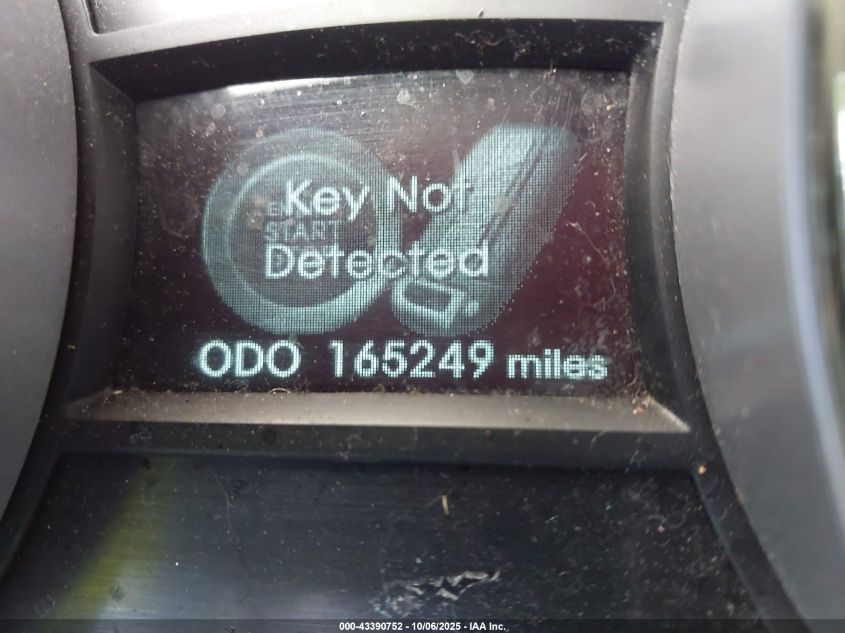 Key Not
START
Detected
ODO 165249 miles
000-43390752 - 10/06/2025 - IAA Inc.